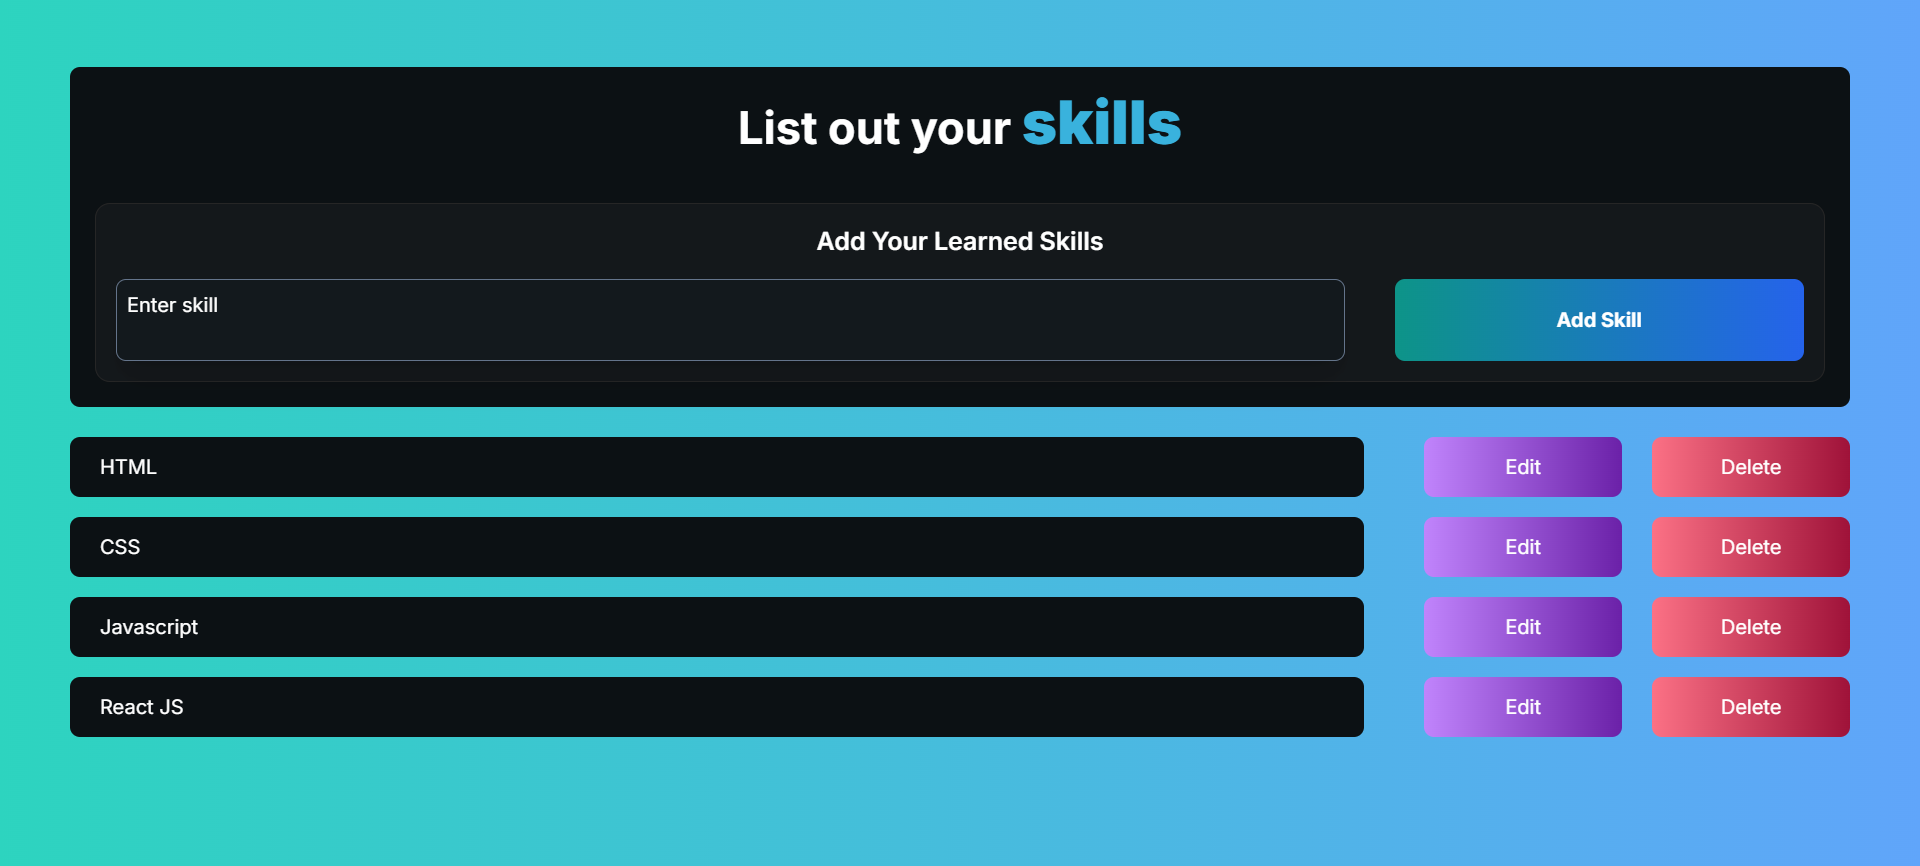 List out your skills
Add Your Learned Skills
Enter skill
Add Skill
HTML
Edit
Delete
CSS
Edit
Delete
Javascript
Edit
Delete
React JS
Edit
Delete